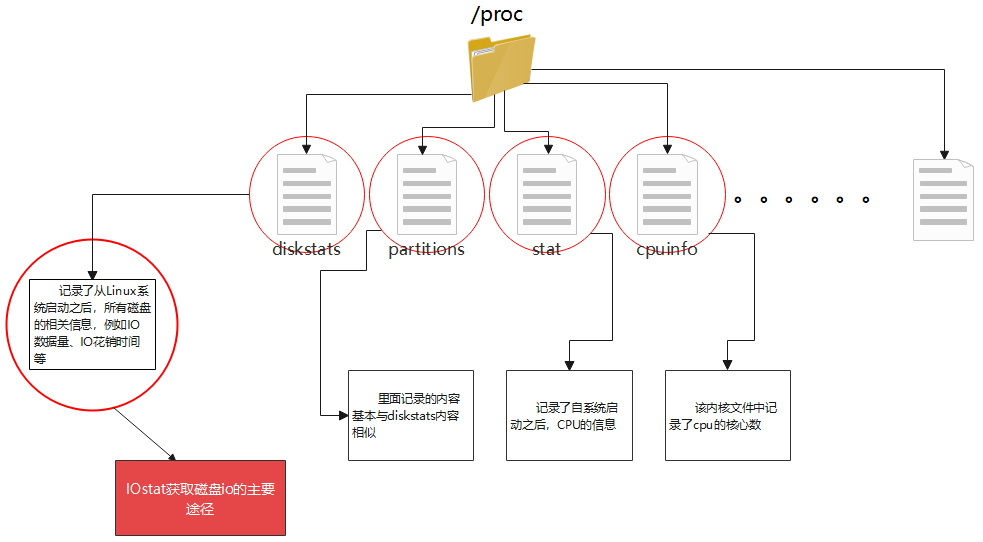 /proc
diskstats
partitions
stat
cpuinfo
。。。。。。
记录了从Linux系
统启动之后，所有磁盘
的相关信息，例如IO
数据量、IO花销时间
等
里面记录的内容
基本与diskstats内容
相似
记录了自系统启
动之后，CPU的信息
该内核文件中记
录了cpu的核心数
IOstat获取磁盘io的主要
途径